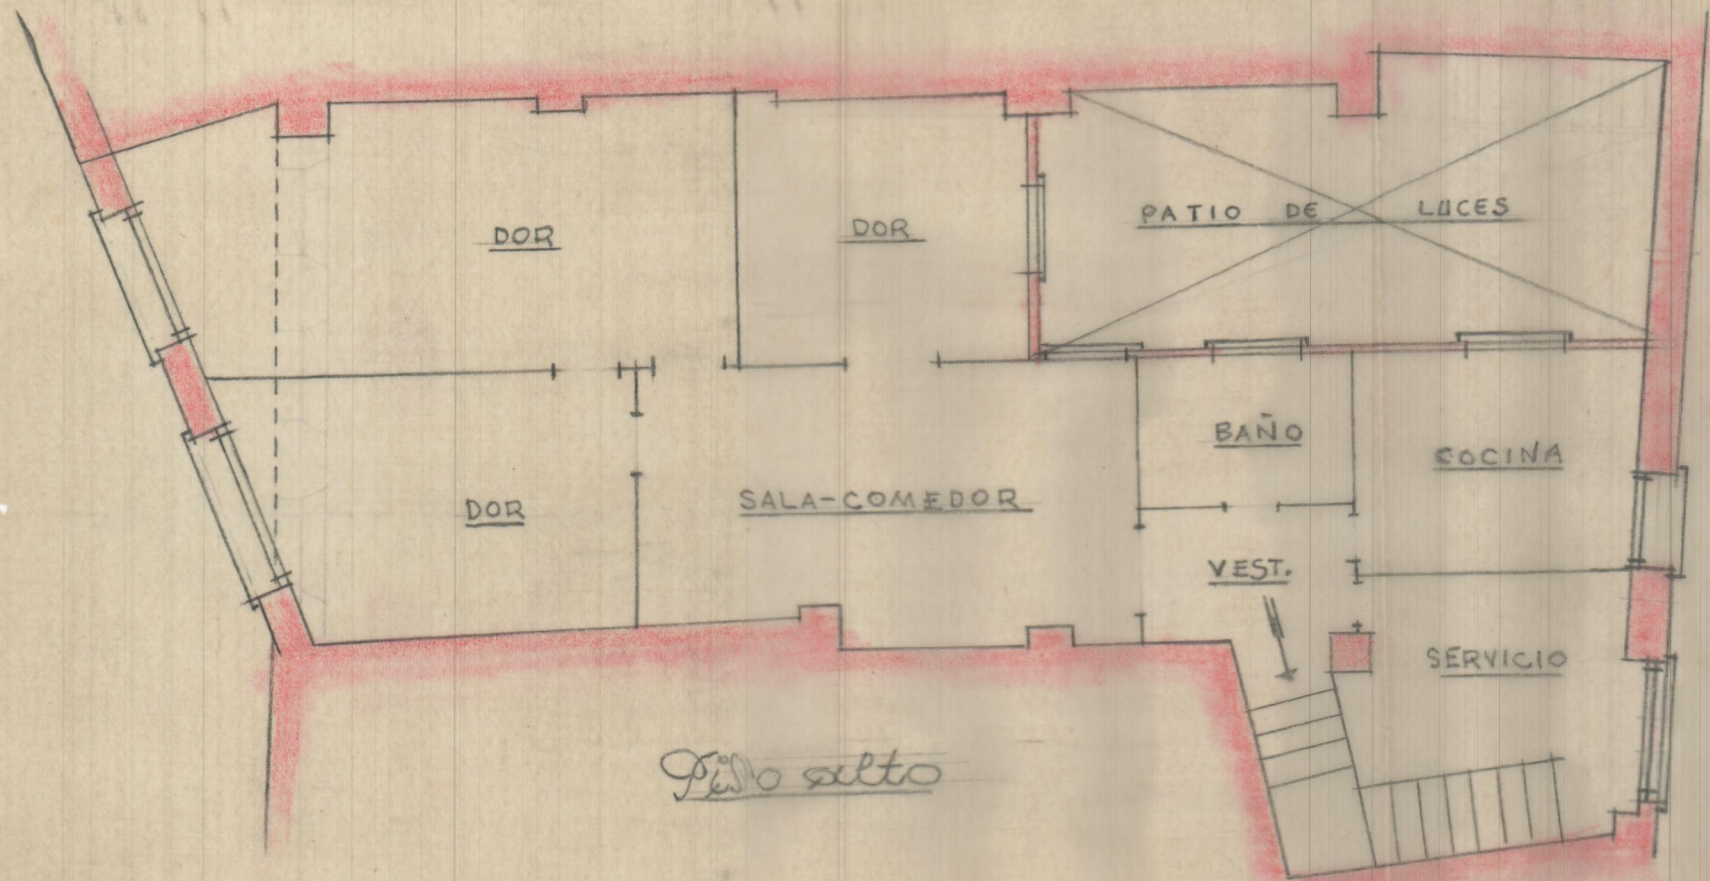 DOR
DOR
PATIO DE LUCES
BAÑO
COCINA
DOR
SALA-COMEDOR
VEST.
SERVICIO
Piso alto